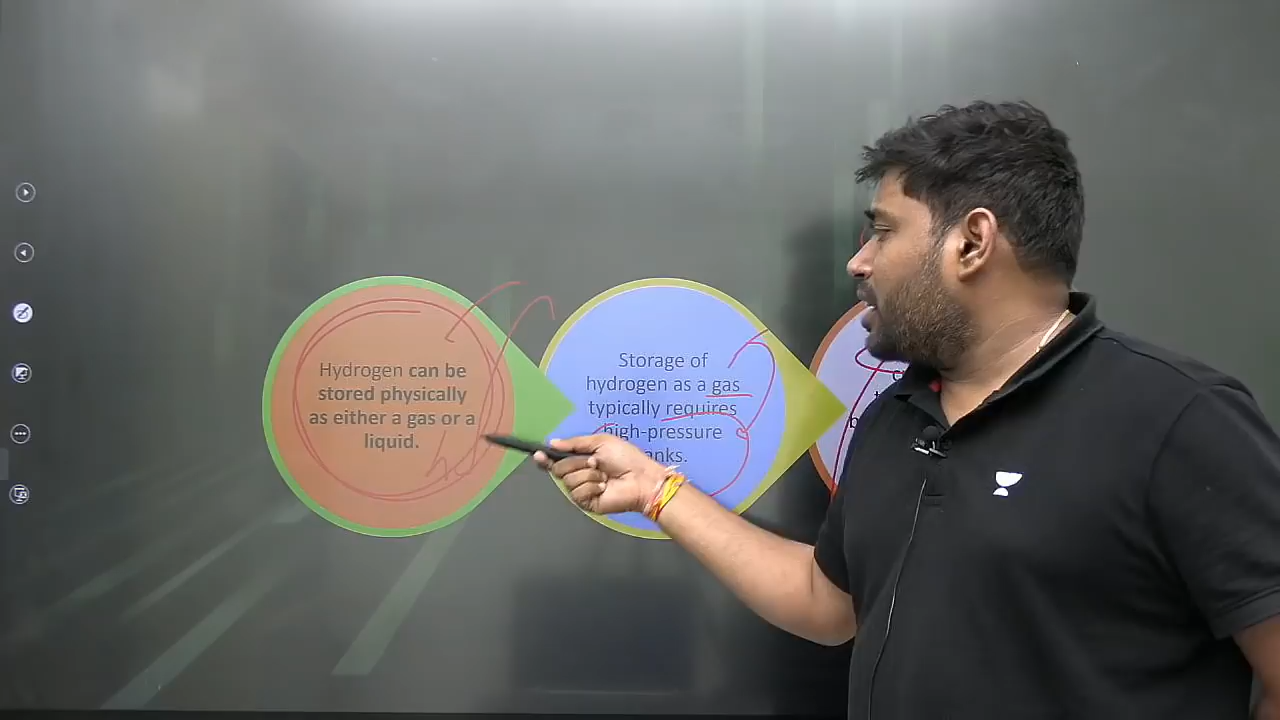 Hydrogen can be
stored physically
as either a gas or a
liquid.
Storage of
hydrogen as a gas
typically requires
high-pressure